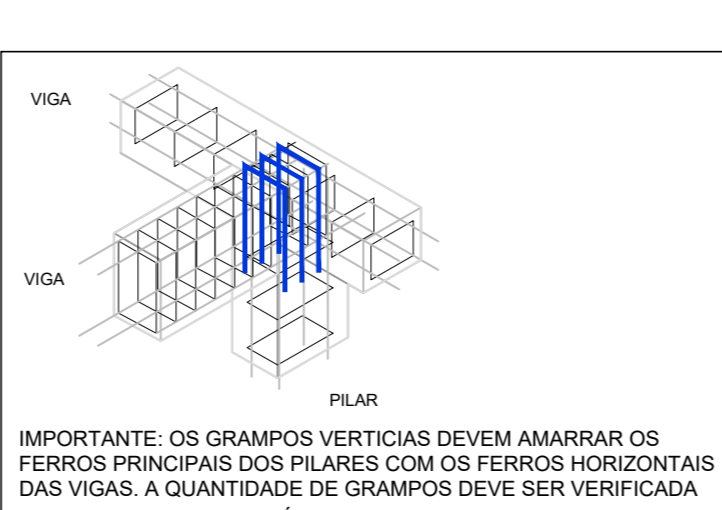 VIGA
VIGA
PILAR
IMPORTANTE: OS GRAMPOS VERTICIAS DEVEM AMARRAR OS
FERROS PRINCIPAIS DOS PILARES COM OS FERROS HORIZONTAIS
DAS VIGAS. A QUANTIDADE DE GRAMPOS DEVE SER VERIFICADA